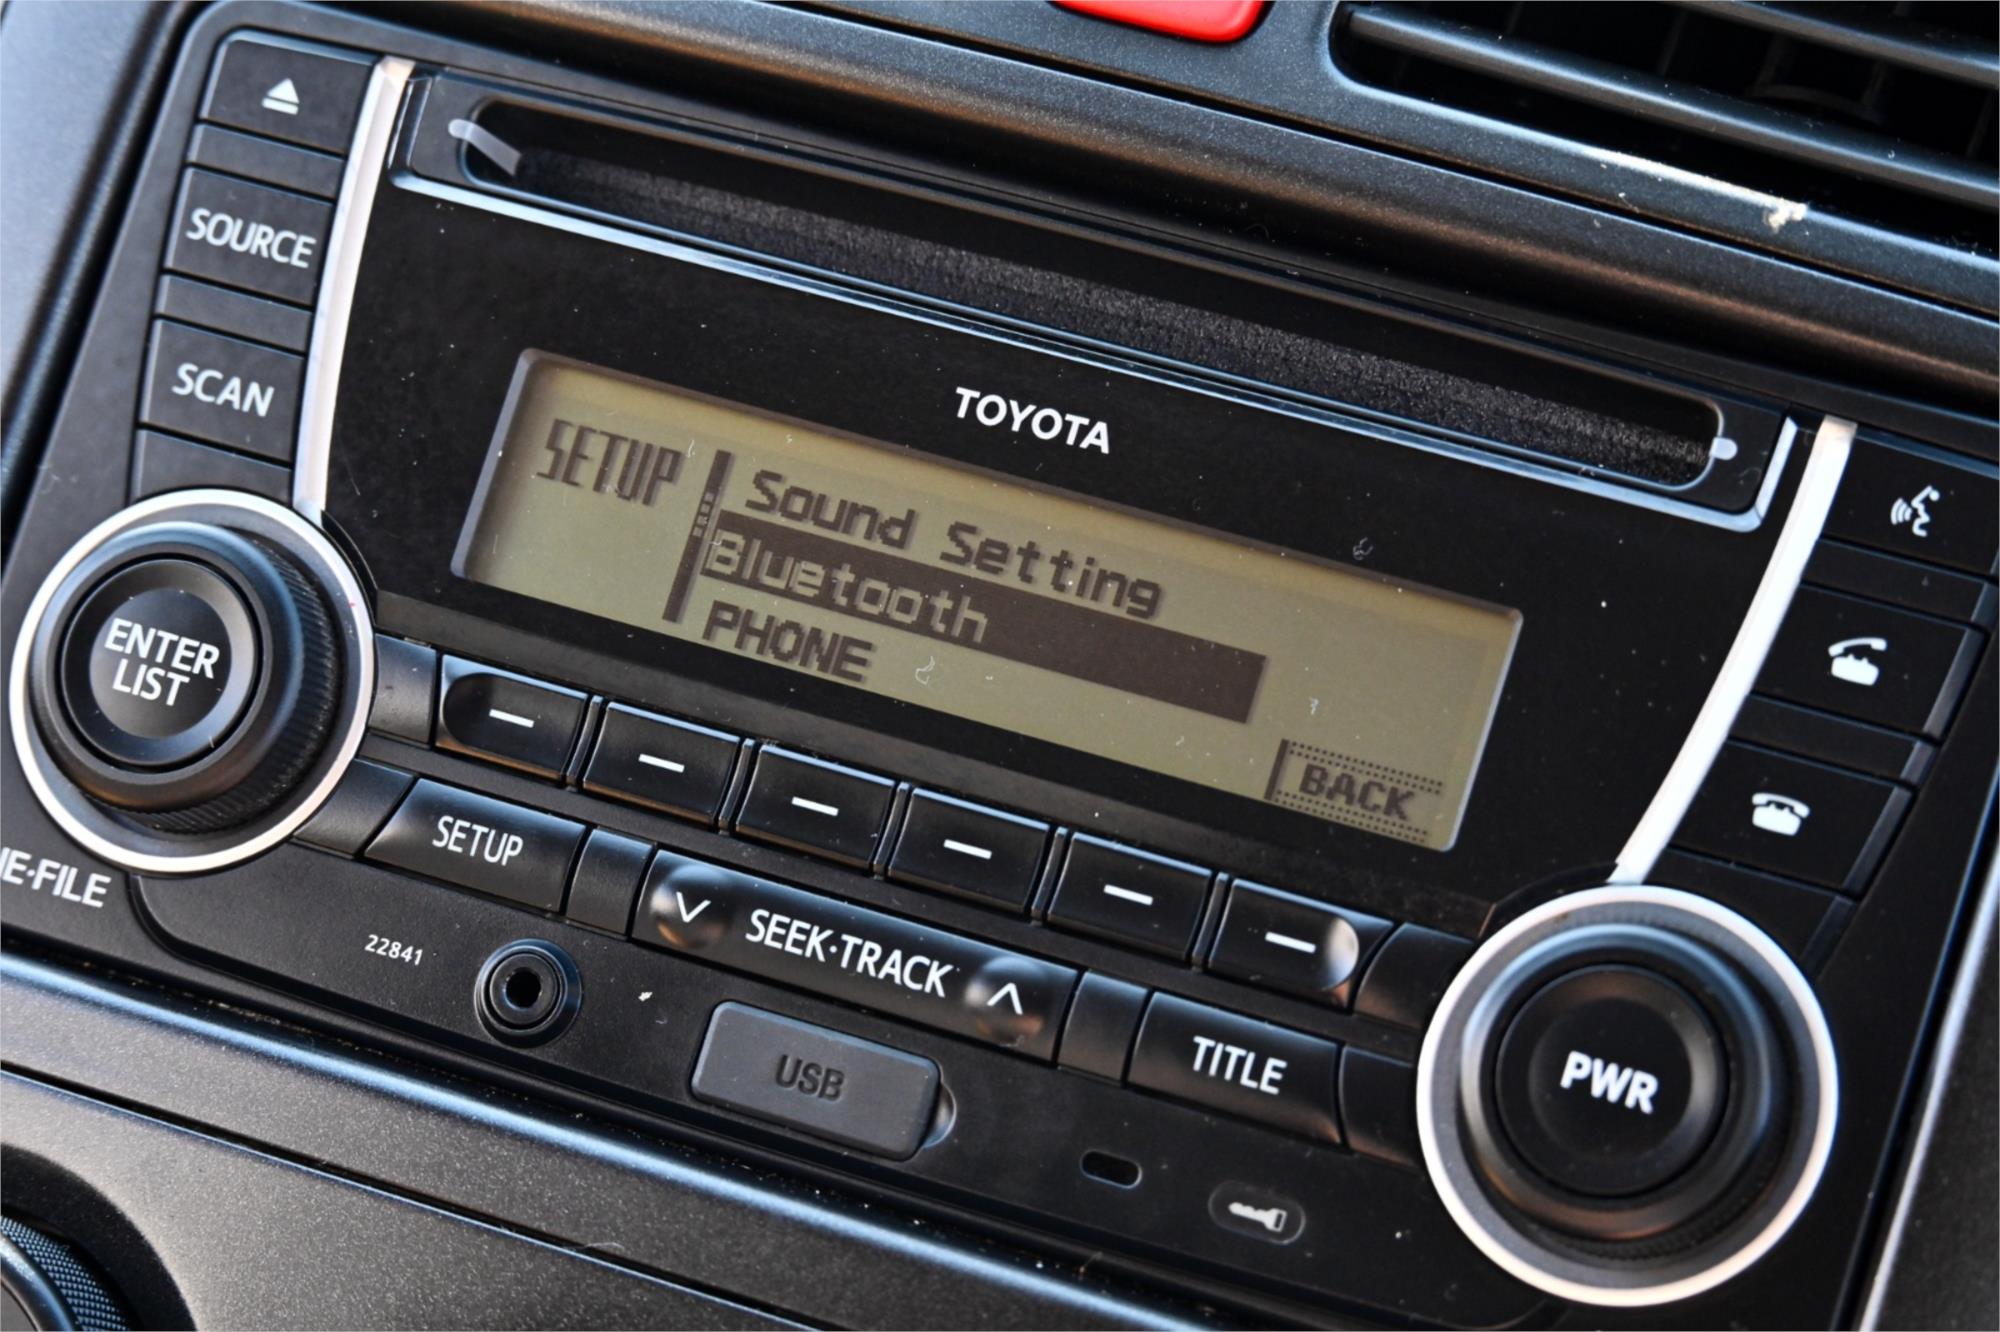 SOURCE
SCAN
TOYOTA
SETUP
Sound Setting
Bluetooth
PHONE
BACK
ENTER
LIST
SETUP
E·FILE
22841
SEEK·TRACK
USB
TITLE
PWR